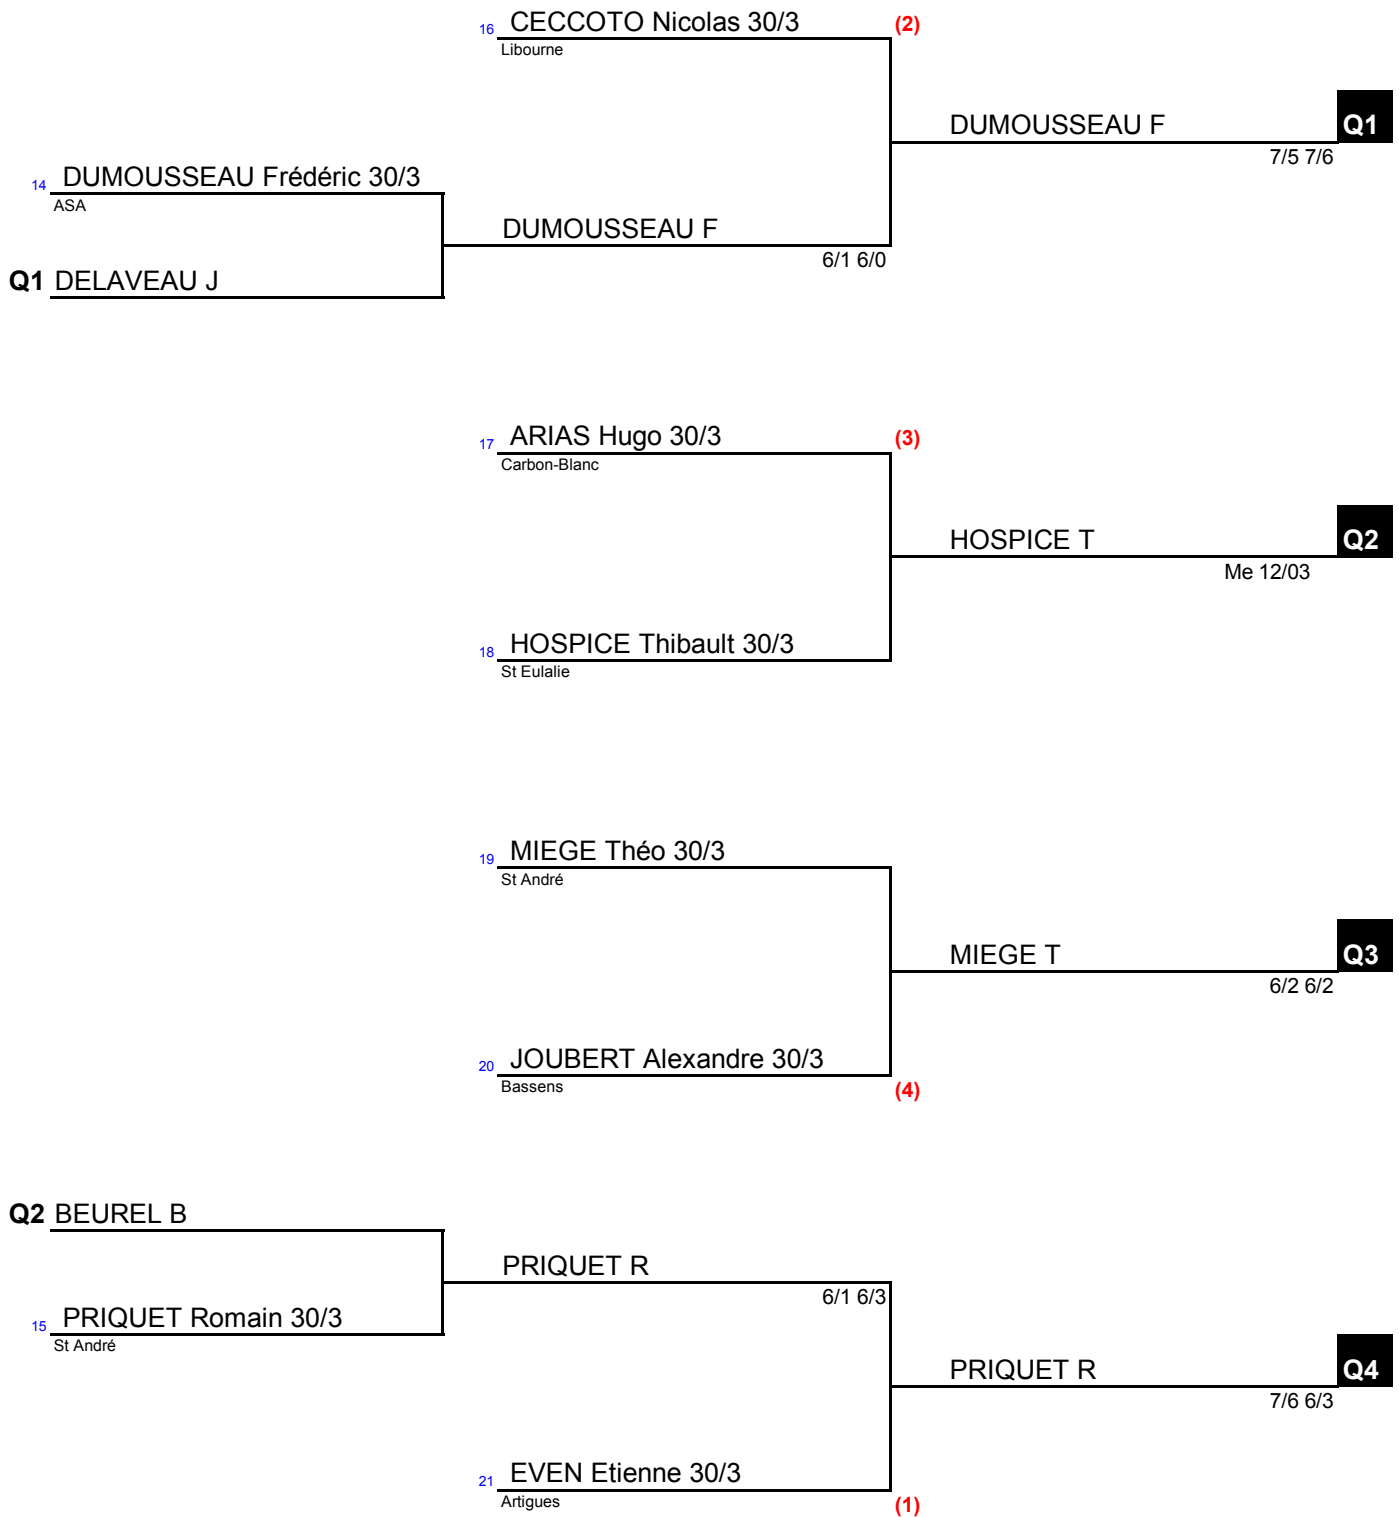 16 CECCOTO Nicolas 30/3 (2)
Libourne
DUMOUSSEAU F Q1
7/5 7/6
14 DUMOUSSEAU Frédéric 30/3
ASA
DUMOUSSEAU F
6/1 6/0
Q1 DELAVEAU J
17 ARIAS Hugo 30/3 (3)
Carbon-Blanc
HOSPICE T Q2
Me 12/03
18 HOSPICE Thibault 30/3
St Eulalie
19 MIEGE Théo 30/3
St André
MIEGE T Q3
6/2 6/2
20 JOUBERT Alexandre 30/3
Bassens (4)
Q2 BEUREL B
PRIQUET R
6/1 6/3
15 PRIQUET Romain 30/3
St André
PRIQUET R Q4
7/6 6/3
21 EVEN Etienne 30/3
Artigues (1)